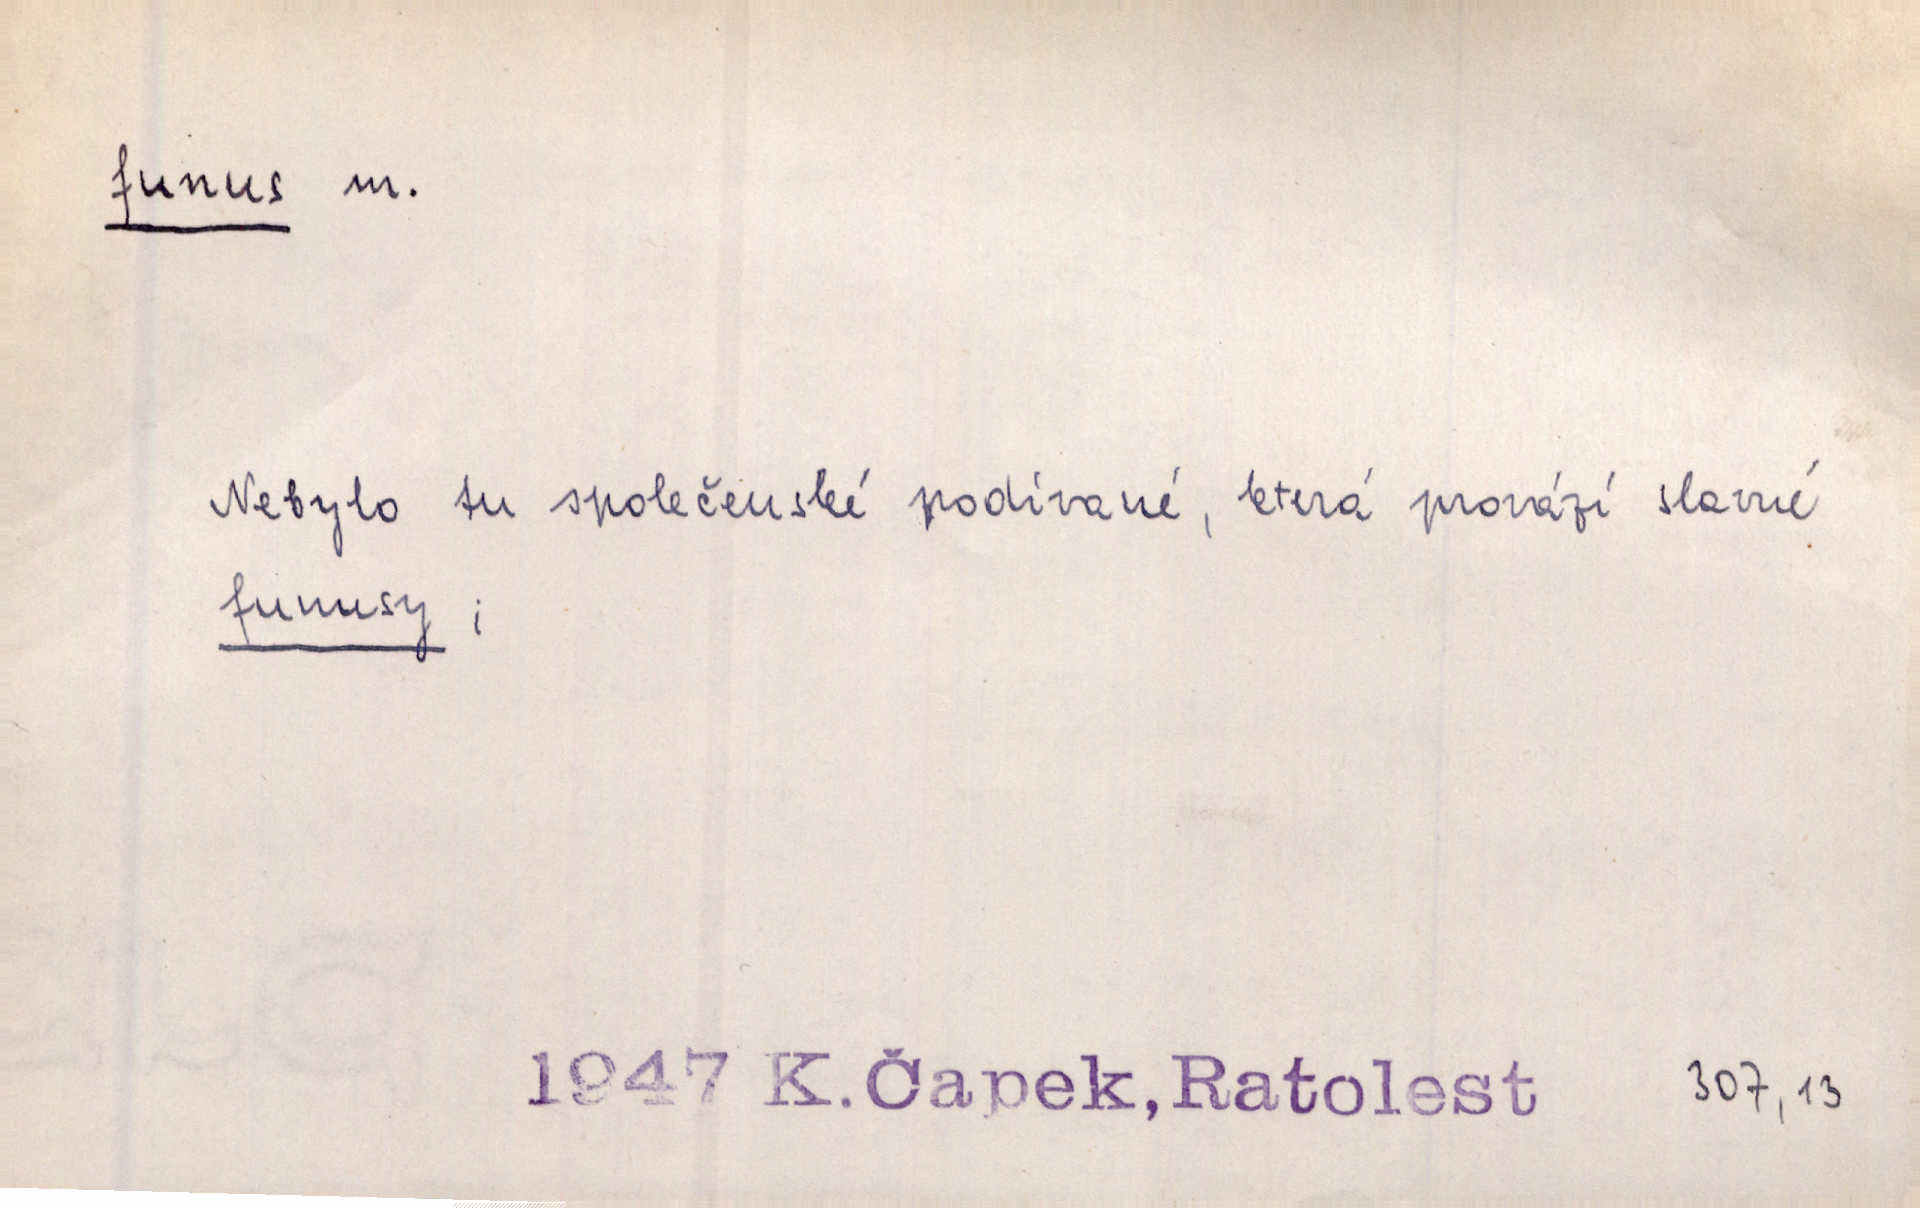 funus m.
Nebylo tu společenské podívané, která provází slavné
funusy ;
1947 K.Čapek,Ratolest 307,13